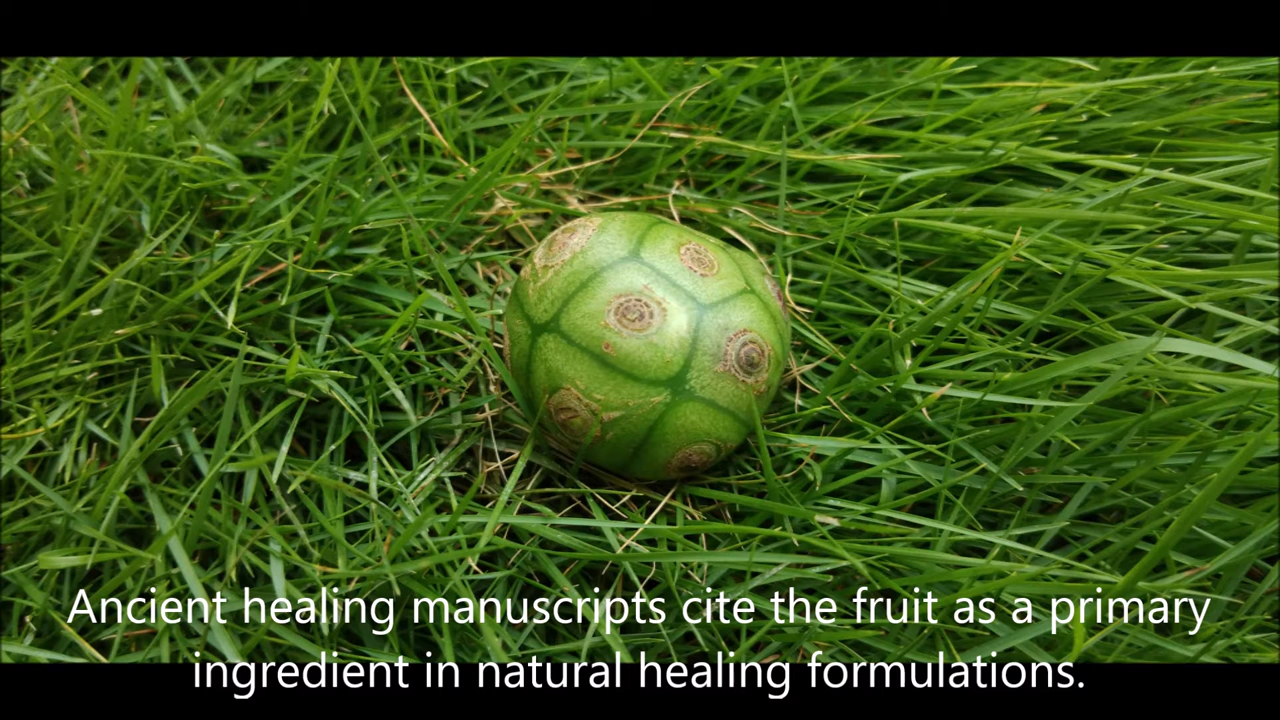 Ancient healing manuscripts cite the fruit as a primary
ingredient in natural healing formulations.